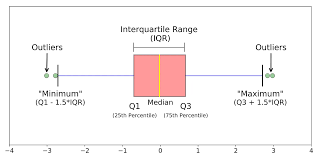 Interquartile Range
(IQR)
Outliers
Outliers
"Minimum"
(Q1 - 1.5*IQR)
"Maximum"
(Q3 + 1.5*IQR)
Q1
Median
Q3
(25th Percentile)
(75th Percentile)
−4
−3
−2
−1
0
1
2
3
4